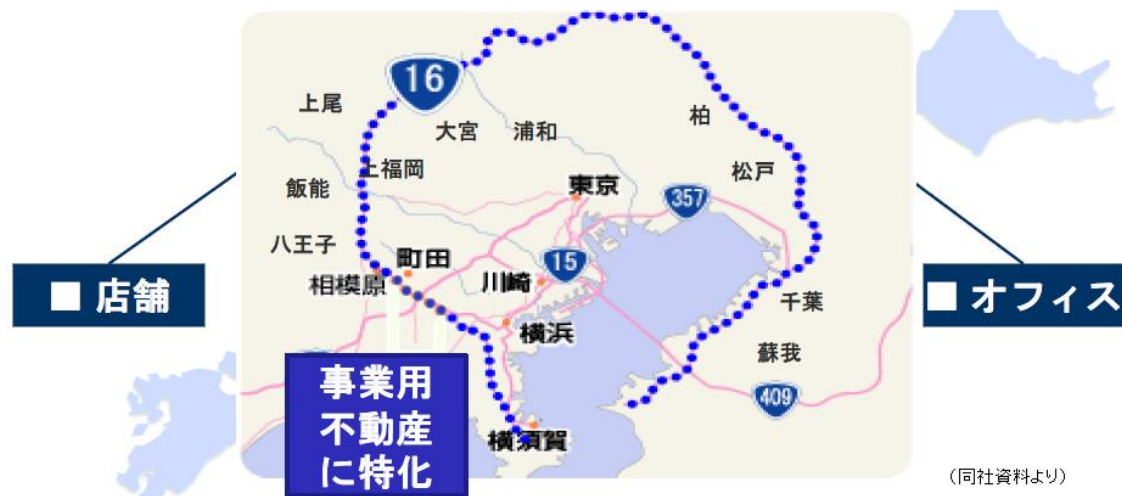 16
上尾
大宮
浦和
柏
上福岡
松戸
飯能
東京
357
八王子
町田
15
相模原
川崎
■ 店舗
■ オフィス
千葉
横浜
蘇我
事業用
不動産
に特化
409
横須賀
（同社資料より）